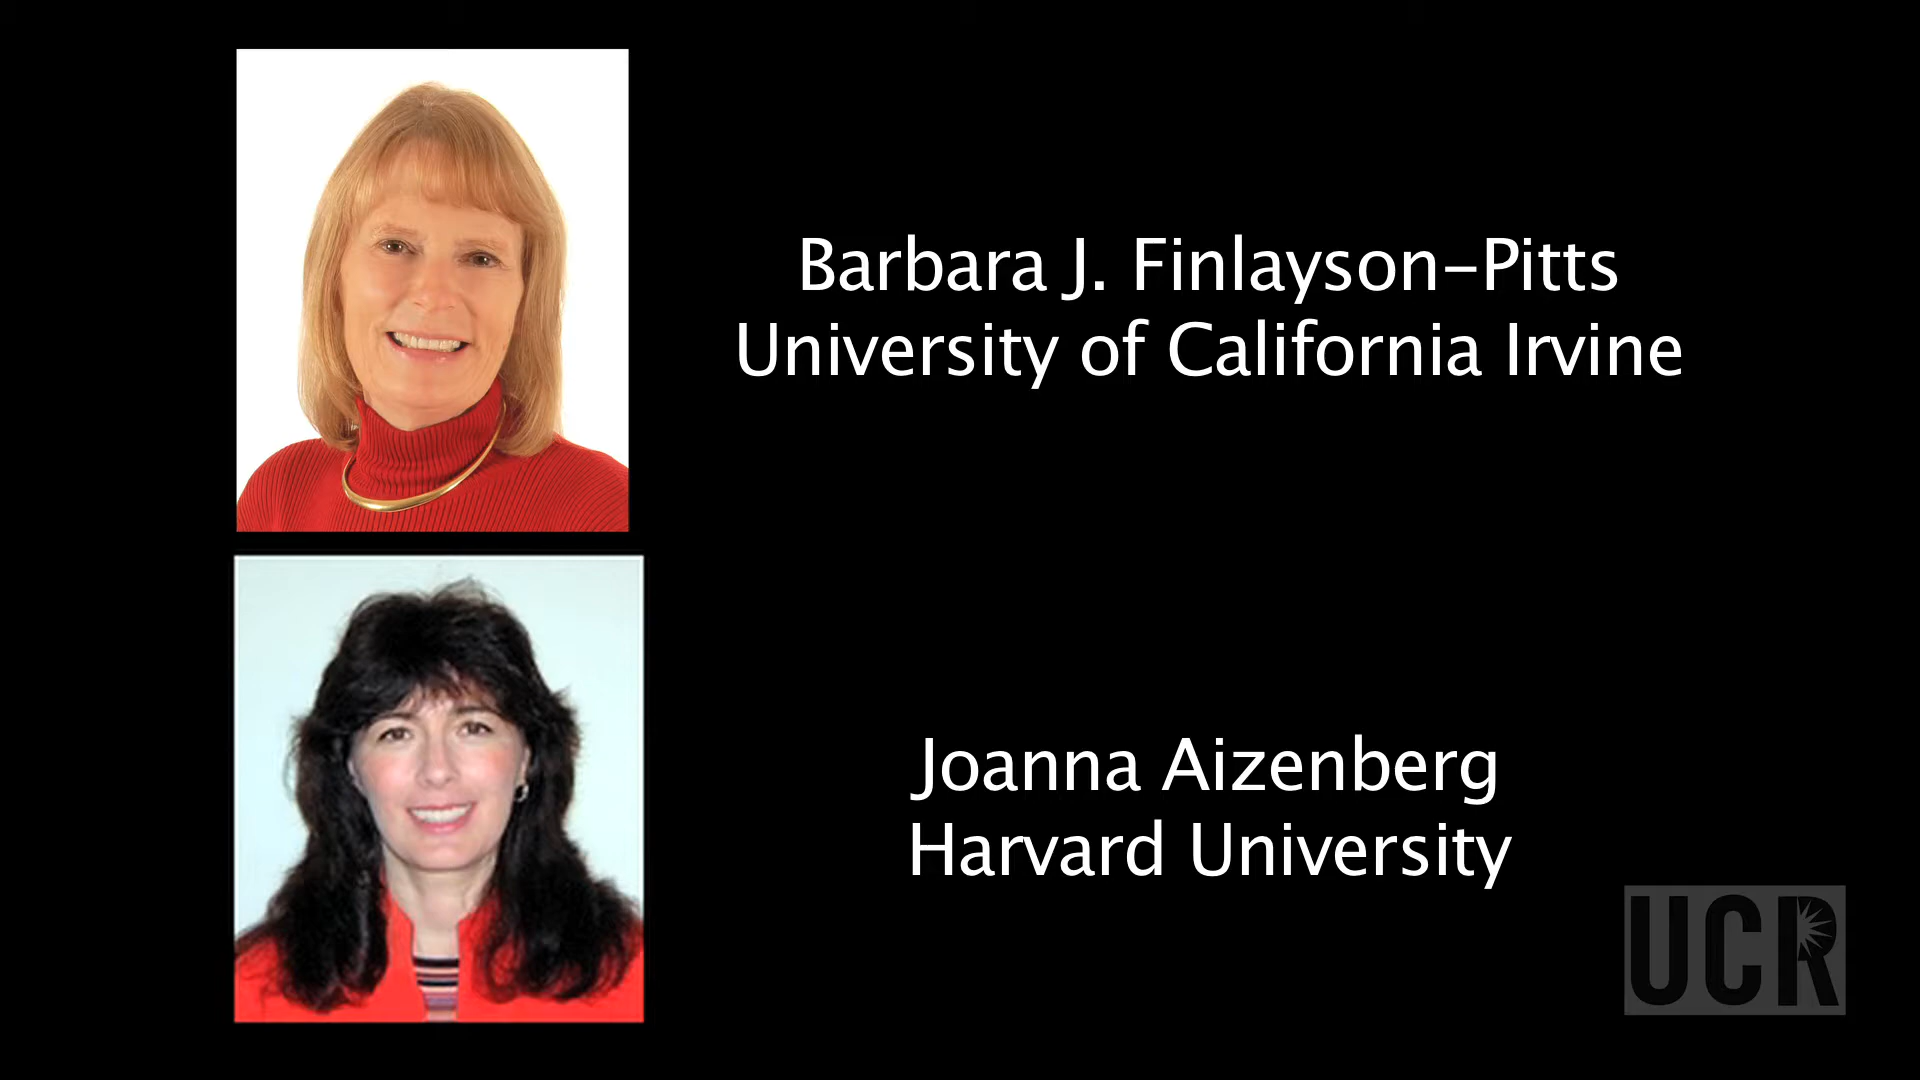 Barbara J. Finlayson-Pitts
University of California Irvine
Joanna Aizenberg
Harvard University
UCR